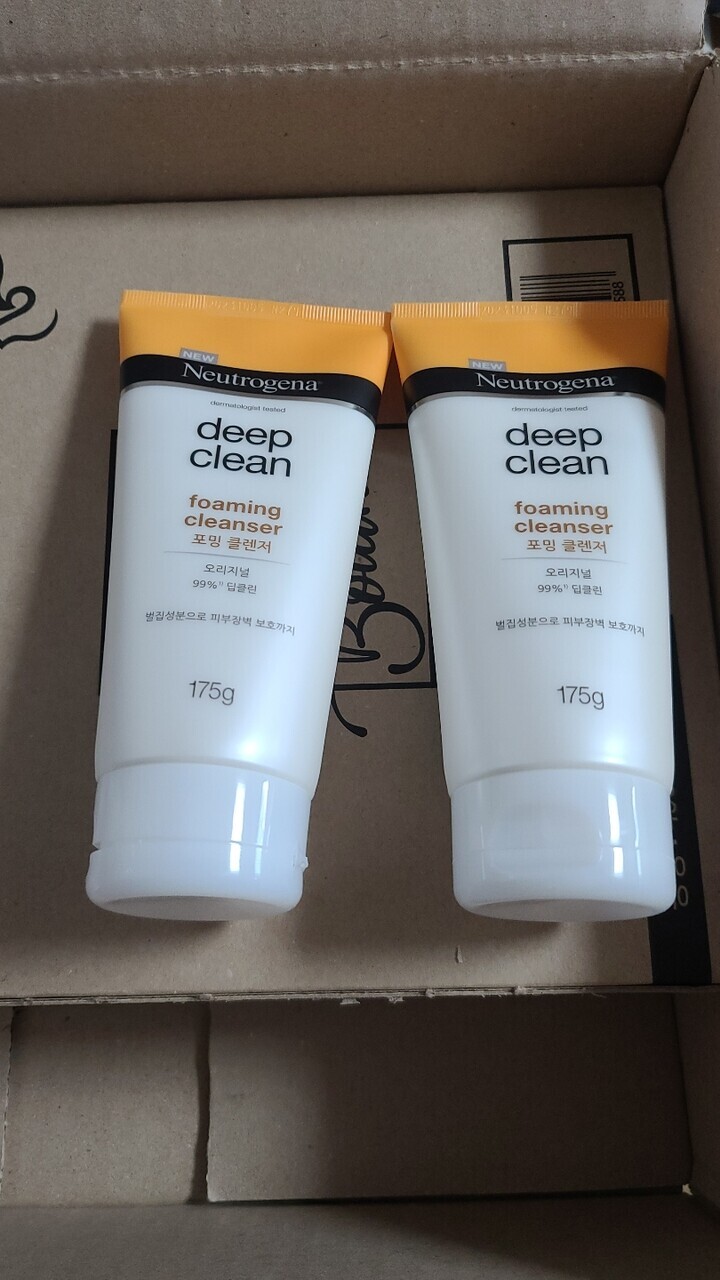 NEW
Neutrogena
dermatologist tested
deep
clean
foaming
cleanser
포밍 클렌저
오리지널
99%¹⁾ 딥클린
벌집성분으로 피부장벽 보호까지
175g
NEW
Neutrogena
dermatologist tested
deep
clean
foaming
cleanser
포밍 클렌저
오리지널
99%¹⁾ 딥클린
벌집성분으로 피부장벽 보호까지
175g